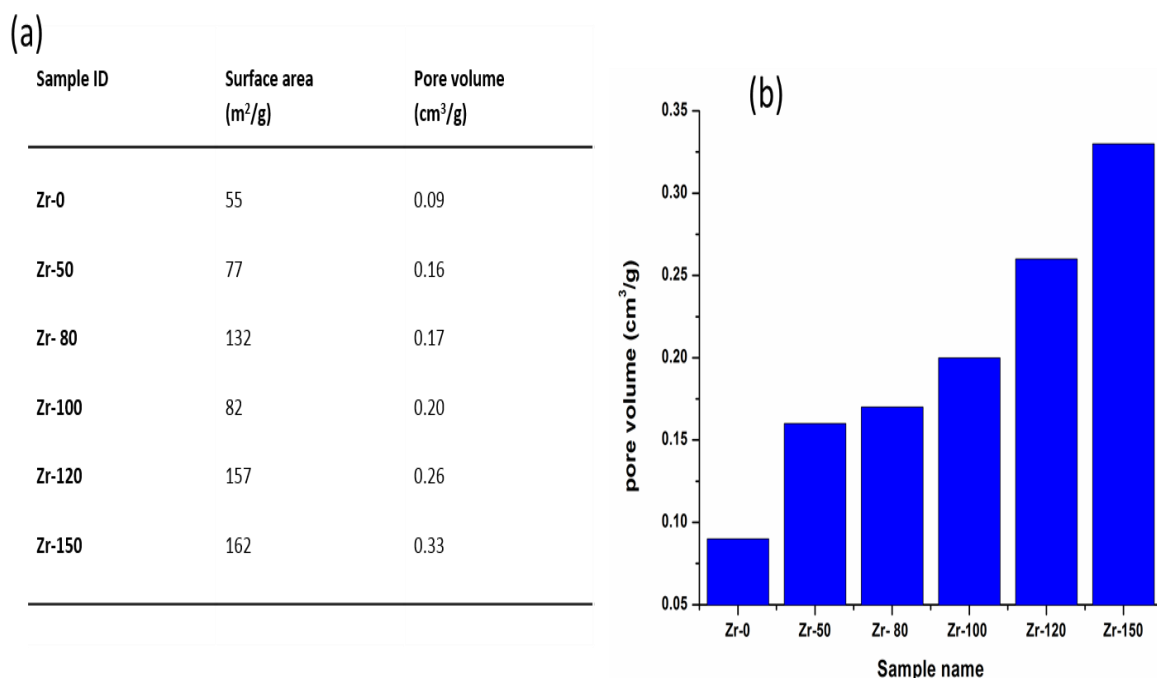 (a)
Sample ID Surface area Pore volume
(m²/g) (cm³/g)
Zr-0 55 0.09
Zr-50 77 0.16
Zr- 80 132 0.17
Zr-100 82 0.20
Zr-120 157 0.26
Zr-150 162 0.33
(b)
pore volume (cm³/g)
0.35
0.30
0.25
0.20
0.15
0.10
0.05
Zr-0 Zr-50 Zr- 80 Zr-100 Zr-120 Zr-150
Sample name